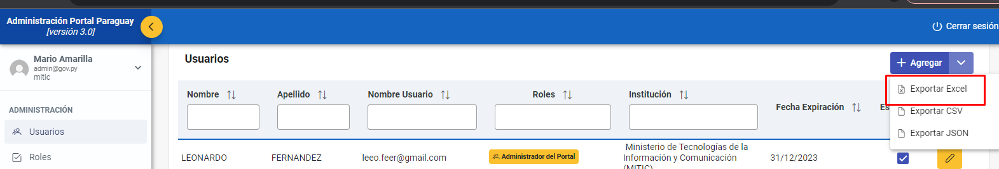 Administración Portal Paraguay
[versión 3.0]
Cerrar sesión
Mario Amarilla
admin@gov.py
mitic
ADMINISTRACIÓN
Usuarios
Roles
Usuarios
Agregar
Exportar Excel
Exportar CSV
Exportar JSON
Nombre
Apellido
Nombre Usuario
Roles
Institución
Fecha Expiración
Es
LEONARDO
FERNANDEZ
leeo.feer@gmail.com
Administrador del Portal
Ministerio de Tecnologías de la
Información y Comunicación
(MITIC)
31/12/2023